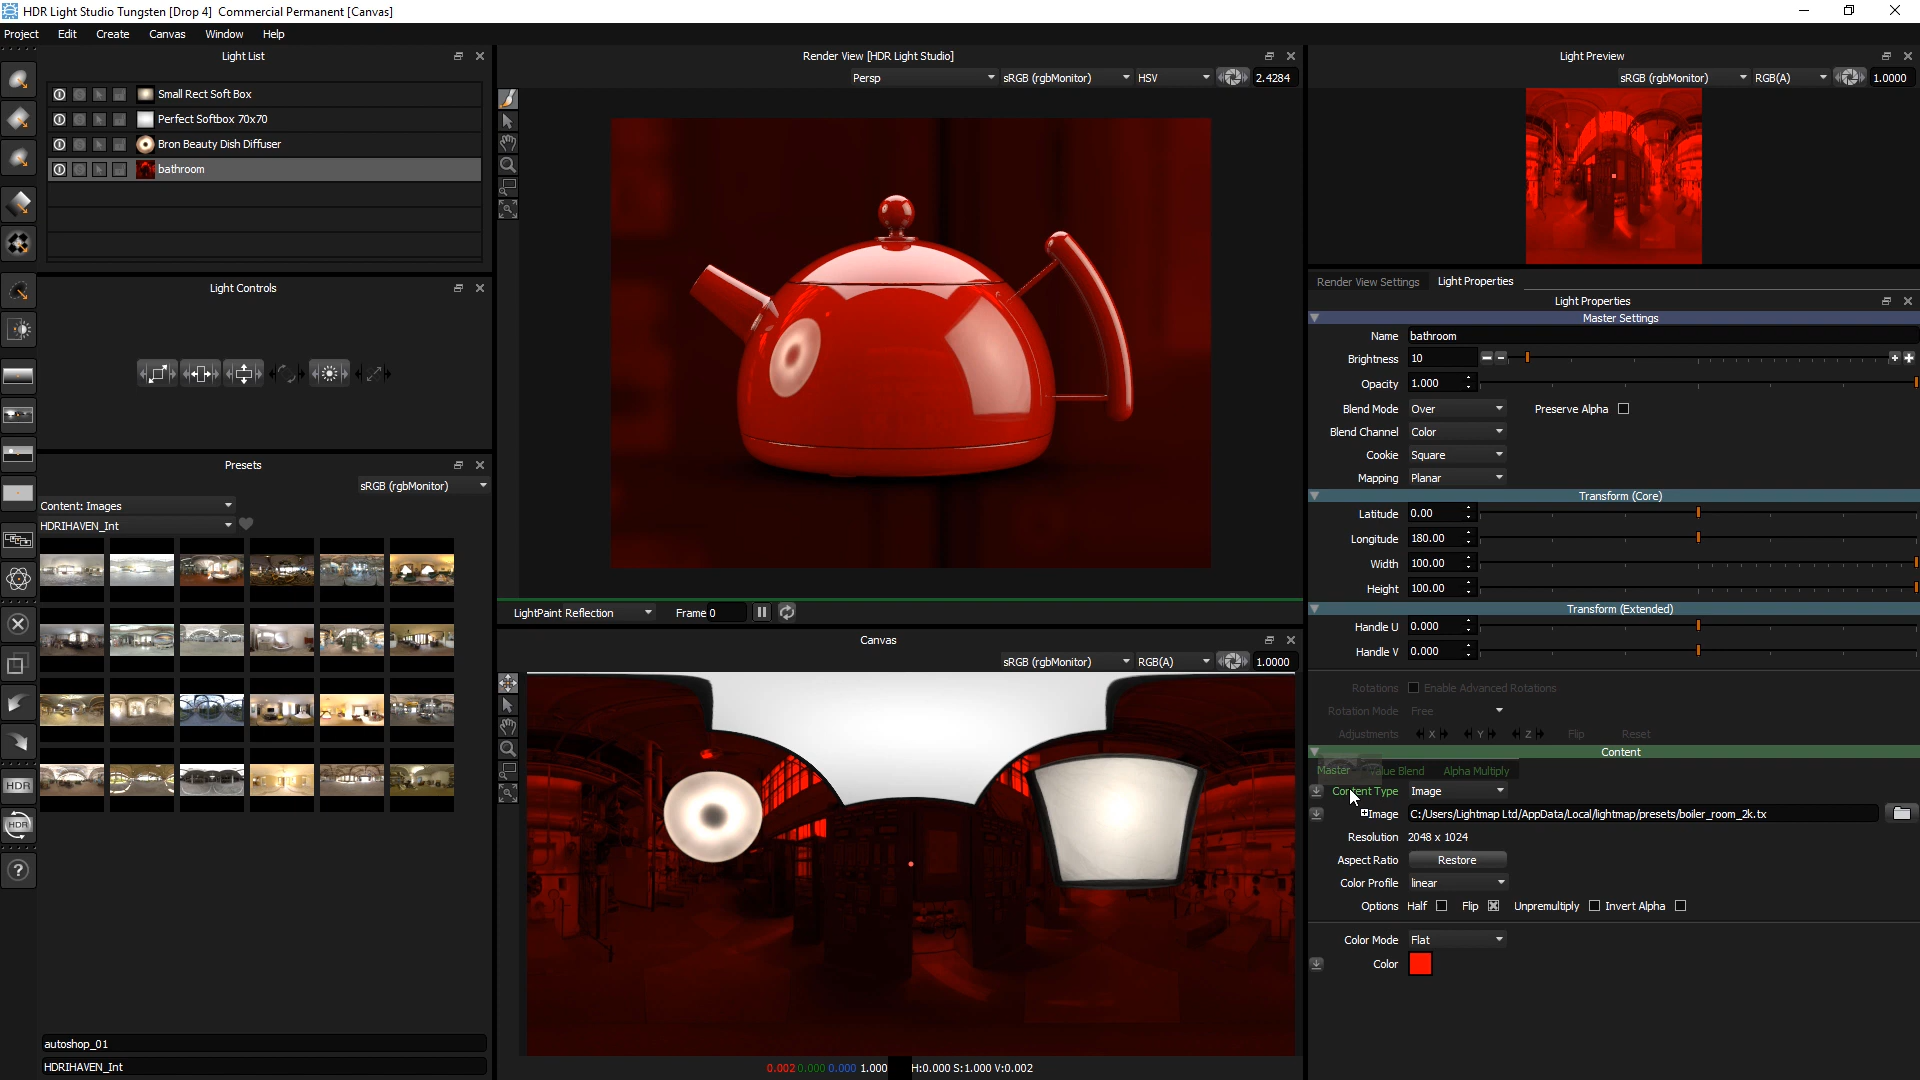 HDR Light Studio Tungsten [Drop 4]  Commercial Permanent [Canvas]
Project Edit Create Canvas Window Help
Light List
Small Rect Soft Box
Perfect Softbox 70x70
Bron Beauty Dish Diffuser
bathroom
Light Controls
Presets
sRGB (rgbMonitor)
Content: Images
HDRIHAVEN_Int
autoshop_01
HDRIHAVEN_Int
HDR
HDR
?
Render View [HDR Light Studio]
Persp sRGB (rgbMonitor) HSV 2.4284
LightPaint Reflection Frame 0
Canvas
sRGB (rgbMonitor) RGB(A) 1.0000
0.002 0.000 0.000 1.000 H:0.000 S:1.000 V:0.002
Light Preview
sRGB (rgbMonitor) RGB(A) 1.0000
Render View Settings Light Properties
Light Properties
Master Settings
Name bathroom
Brightness 10
Opacity 1.000
Blend Mode Over Preserve Alpha
Blend Channel Color
Cookie Square
Mapping Planar
Transform (Core)
Latitude 0.00
Longitude 180.00
Width 100.00
Height 100.00
Transform (Extended)
Handle U 0.000
Handle V 0.000
Rotations Enable Advanced Rotations
Rotation Mode Free
Adjustments X Y Z Flip Reset
Content
Master Value Blend Alpha Multiply
Content Type Image
Image C:/Users/Lightmap Ltd/AppData/Local/lightmap/presets/boiler_room_2k.tx
Resolution 2048 x 1024
Aspect Ratio Restore
Color Profile linear
Options Half Flip Unpremultiply Invert Alpha
Color Mode Flat
Color